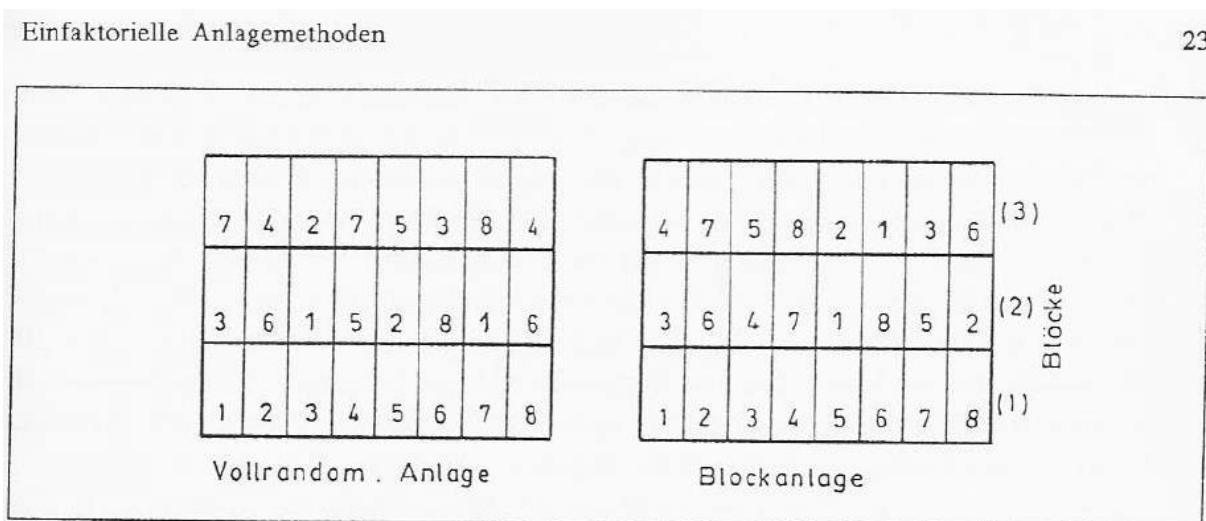 Einfaktorielle Anlagemethoden 23
7 4 2 7 5 3 8 4
3 6 1 5 2 8 1 6
1 2 3 4 5 6 7 8
Vollrandom. Anlage
4 7 5 8 2 1 3 6 (3)
3 6 4 7 1 8 5 2 (2)
1 2 3 4 5 6 7 8 (1)
Blöcke
Blockanlage